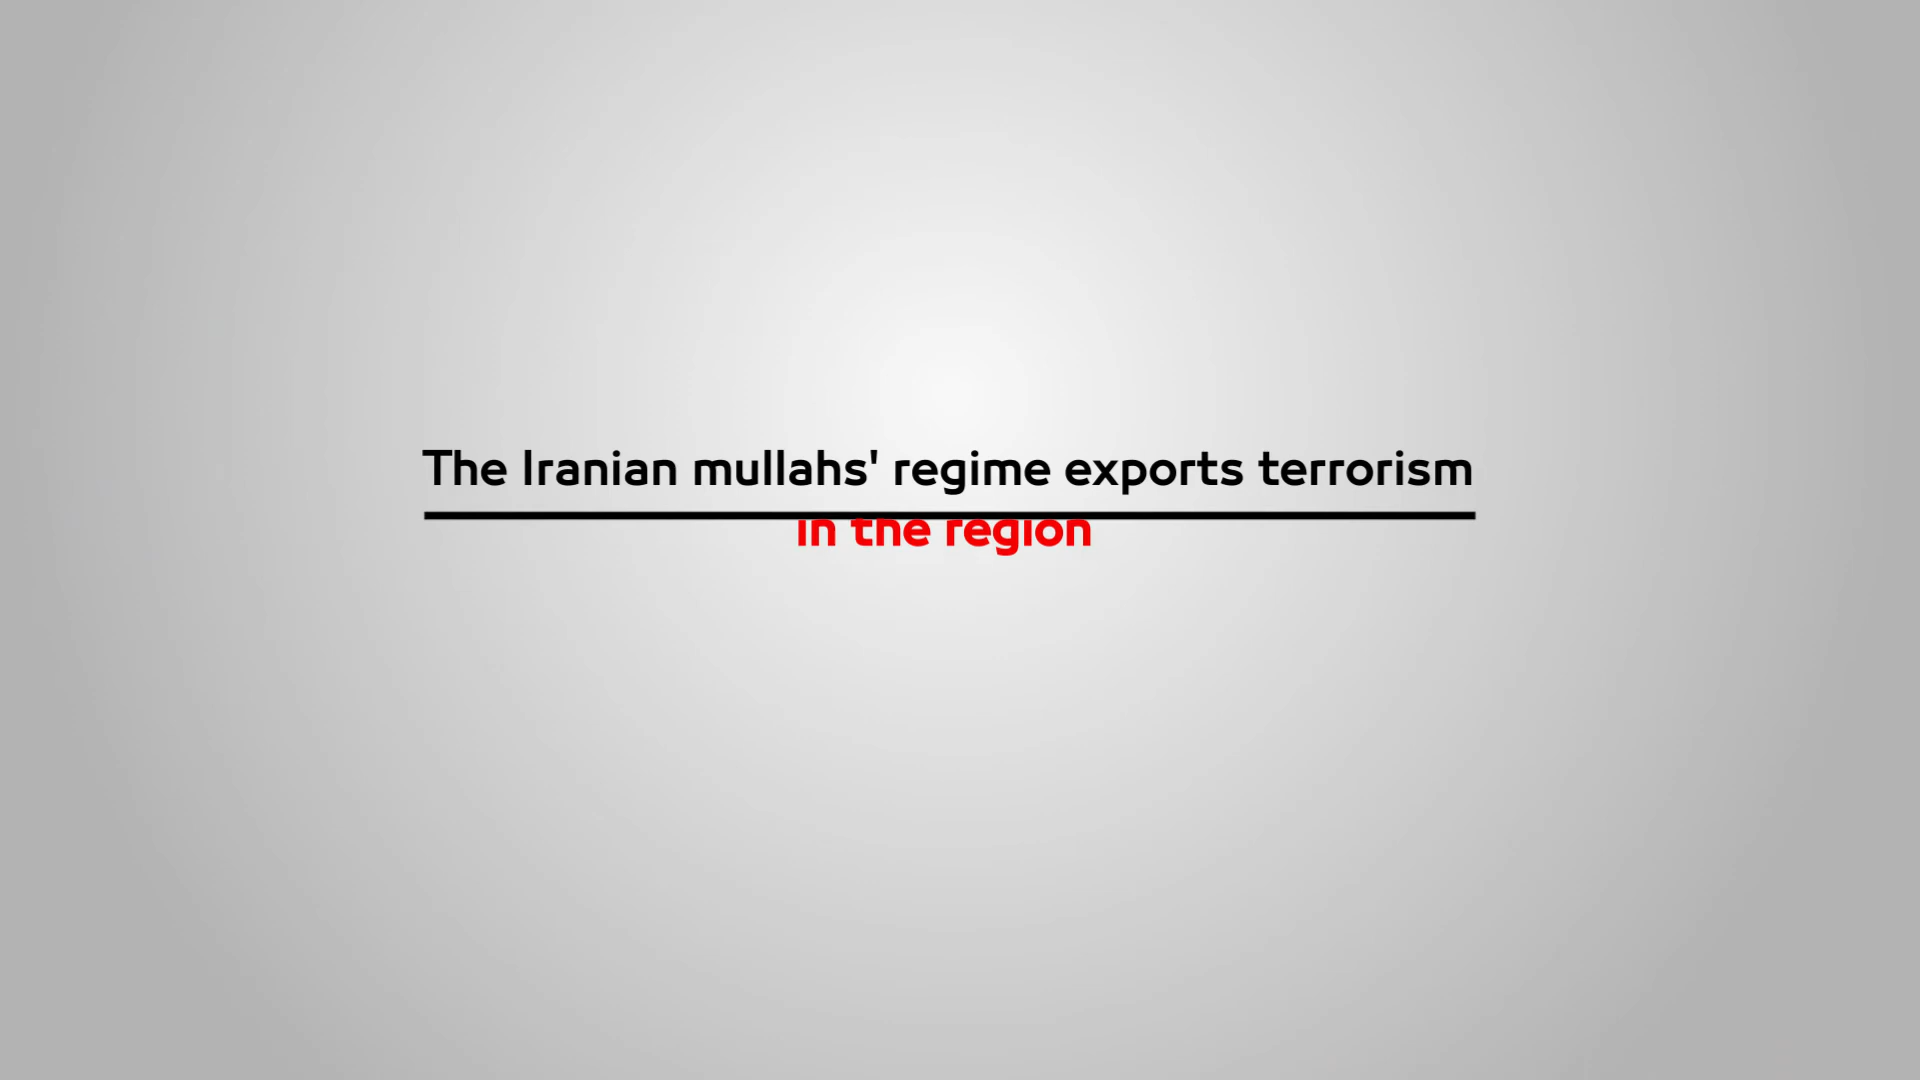 The Iranian mullahs' regime exports terrorism
in the region